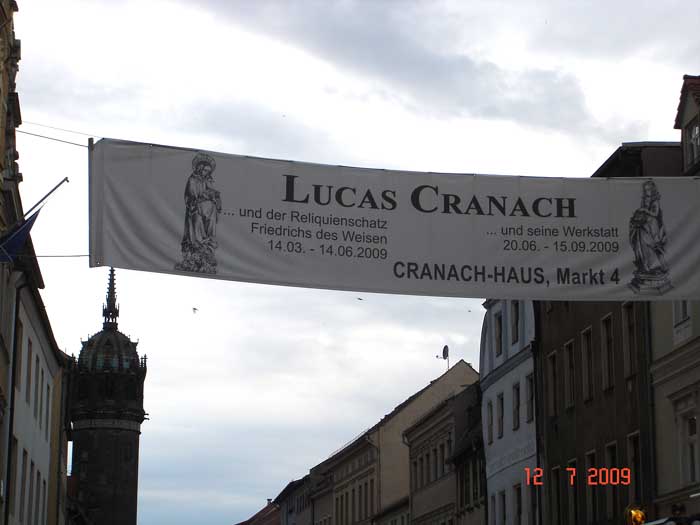 LUCAS CRANACH
... und der Reliquienschatz
Friedrichs des Weisen
14.03. - 14.06.2009
... und seine Werkstatt
20.06. - 15.09.2009
CRANACH-HAUS, Markt 4
12 7 2009